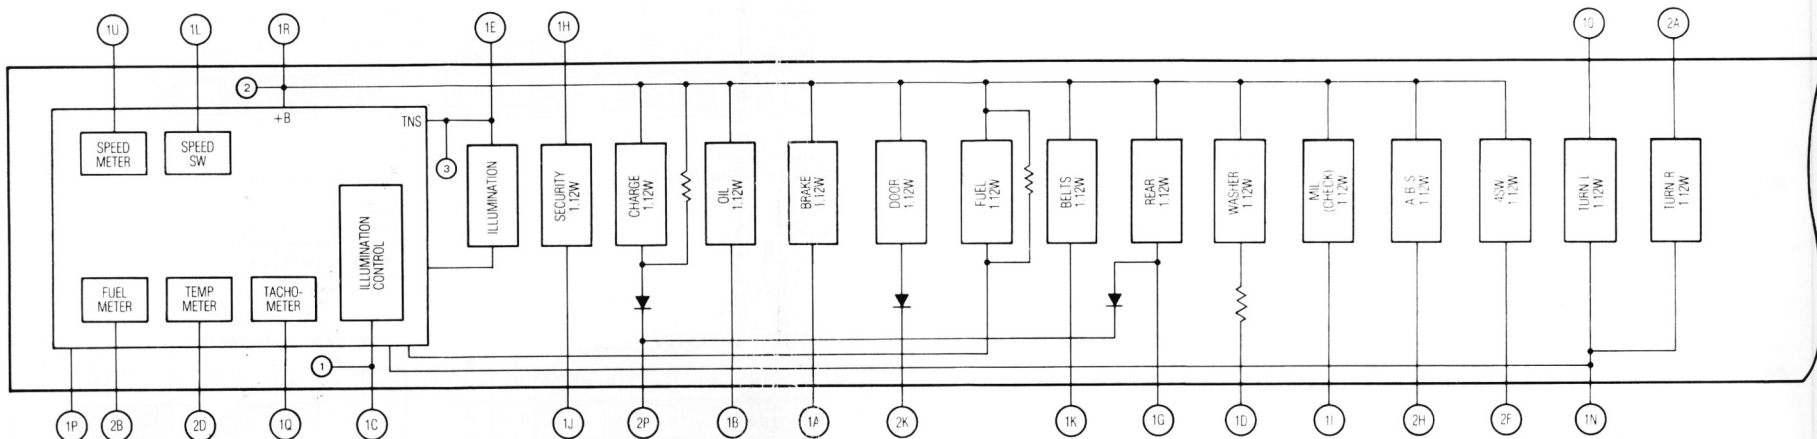 1U
1L
1R
1E
1H
10
2A
2
+B
TNS
3
SPEED
METER
SPEED
SW
ILLUMINATION
CONTROL
FUEL
METER
TEMP
METER
TACHO-
METER
ILLUMINATION
SECURITY
1.12W
CHARGE
1.12W
OIL
1.12W
BRAKE
1.12W
DOOR
1.12W
FUEL
1.12W
BELTS
1.12W
REAR
1.12W
WASHER
1.12W
MIL
(CHECK)
1.12W
A.B.S
1.12W
4SW
1.12W
TURN L
1.12W
TURN R
1.12W
1
1P
2B
2D
1Q
1C
1J
2P
1B
1A
2K
1K
1G
1D
1I
2H
2F
1N